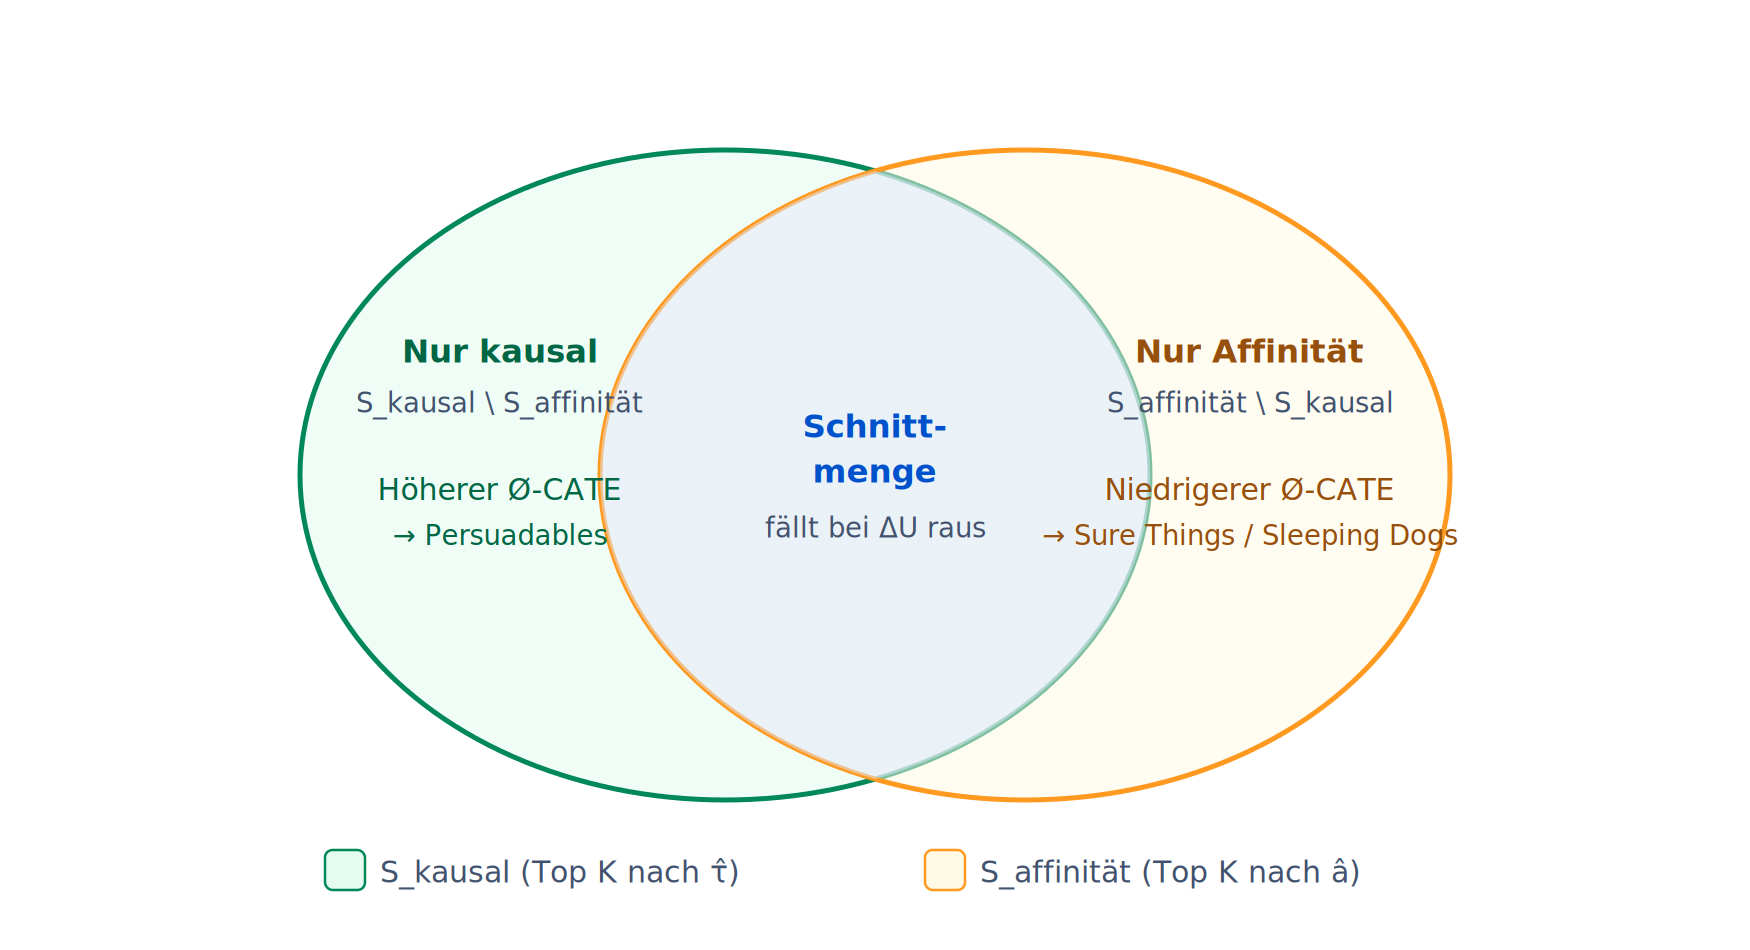 Nur kausal
S_kausal \ S_affinität
Höherer Ø-CATE
→ Persuadables
Schnitt-
menge
fällt bei ΔU raus
Nur Affinität
S_affinität \ S_kausal
Niedrigerer Ø-CATE
→ Sure Things / Sleeping Dogs
S_kausal (Top K nach τ̂)
S_affinität (Top K nach â)